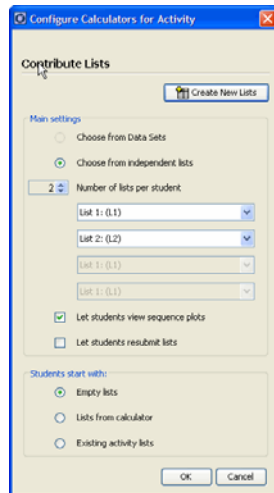 Configure Calculators for Activity
Contribute Lists
Create New Lists
Main settings
Choose from Data Sets
Choose from independent lists
2 Number of lists per student
List 1: (L1)
List 2: (L2)
List 1: (L1)
List 1: (L1)
Let students view sequence plots
Let students resubmit lists
Students start with:
Empty lists
Lists from calculator
Existing activity lists
OK Cancel